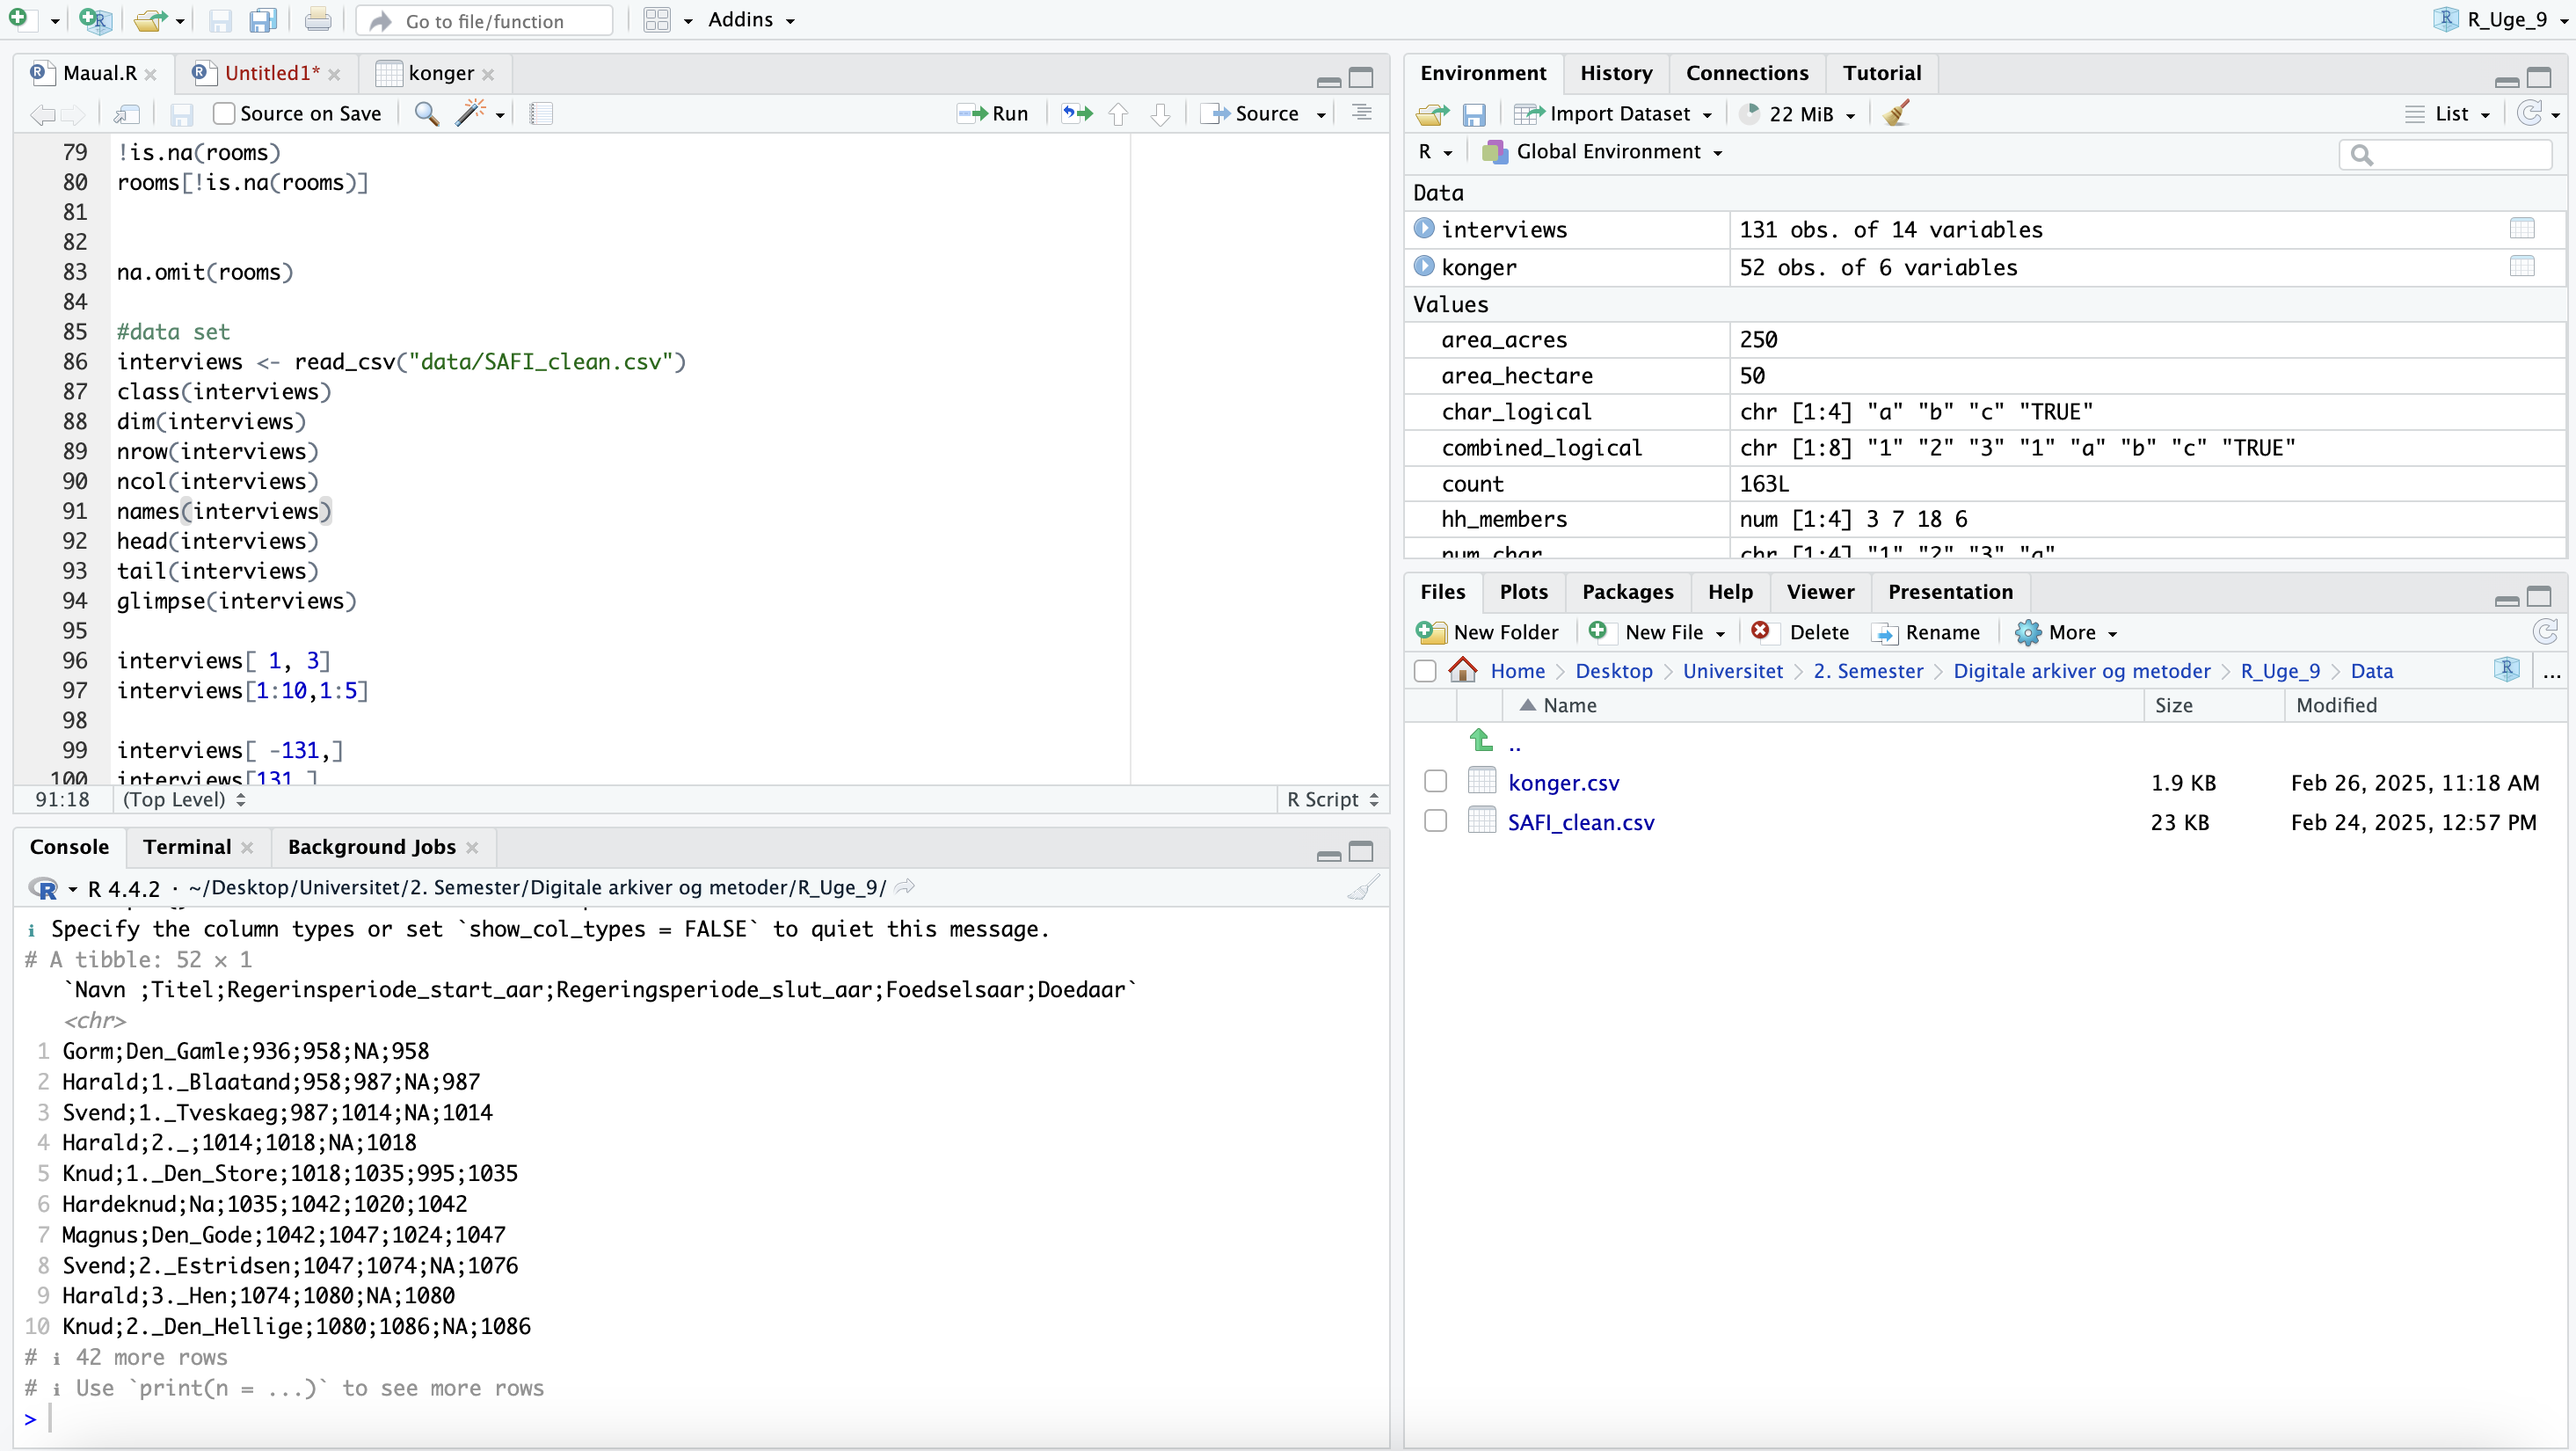 Go to file/function
Addins
R_Uge_9
Maual.R
Untitled1*
konger
Source on Save
Run
Source
79 !is.na(rooms)
80 rooms[!is.na(rooms)]
81
82
83 na.omit(rooms)
84
85 #data set
86 interviews <- read_csv("data/SAFI_clean.csv")
87 class(interviews)
88 dim(interviews)
89 nrow(interviews)
90 ncol(interviews)
91 names(interviews)
92 head(interviews)
93 tail(interviews)
94 glimpse(interviews)
95
96 interviews[ 1, 3]
97 interviews[1:10,1:5]
98
99 interviews[ -131,]
100 interviews[131,]
91:18 (Top Level) R Script
Console Terminal Background Jobs
R 4.4.2 · ~/Desktop/Universitet/2. Semester/Digitale arkiver og metoder/R_Uge_9/
i Specify the column types or set `show_col_types = FALSE` to quiet this message.
# A tibble: 52 × 1
`Navn ;Titel;Regerinsperiode_start_aar;Regeringsperiode_slut_aar;Foedselsaar;Doedaar`
<chr>
1 Gorm;Den_Gamle;936;958;NA;958
2 Harald;1._Blaatand;958;987;NA;987
3 Svend;1._Tveskaeg;987;1014;NA;1014
4 Harald;2._;1014;1018;NA;1018
5 Knud;1._Den_Store;1018;1035;995;1035
6 Hardeknud;Na;1035;1042;1020;1042
7 Magnus;Den_Gode;1042;1047;1024;1047
8 Svend;2._Estridsen;1047;1074;NA;1076
9 Harald;3._Hen;1074;1080;NA;1080
10 Knud;2._Den_Hellige;1080;1086;NA;1086
# i 42 more rows
# i Use `print(n = ...)` to see more rows
>
Environment History Connections Tutorial
Import Dataset 22 MiB List
R Global Environment
Data
interviews 131 obs. of 14 variables
konger 52 obs. of 6 variables
Values
area_acres 250
area_hectare 50
char_logical chr [1:4] "a" "b" "c" "TRUE"
combined_logical chr [1:8] "1" "2" "3" "1" "a" "b" "c" "TRUE"
count 163L
hh_members num [1:4] 3 7 18 6
num_char chr [1:4] "1" "2" "3" "a"
Files Plots Packages Help Viewer Presentation
New Folder New File Delete Rename More
Home Desktop Universitet 2. Semester Digitale arkiver og metoder R_Uge_9 Data ...
Name Size Modified
..
konger.csv 1.9 KB Feb 26, 2025, 11:18 AM
SAFI_clean.csv 23 KB Feb 24, 2025, 12:57 PM